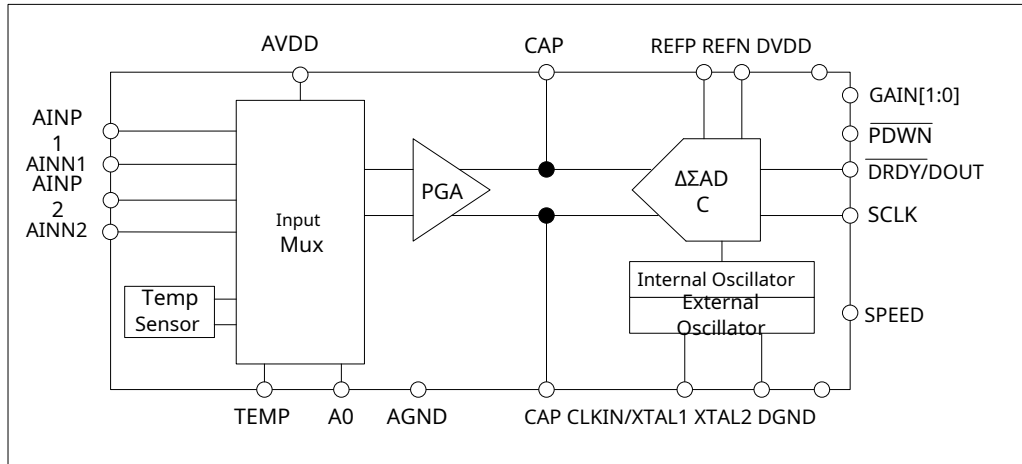 AVDD
CAP
REFP REFN DVDD
GAIN[1:0]
PDWN
DRDY/DOUT
SCLK
SPEED
AINP
1
AINN1
AINP
2
AINN2
Input
Mux
PGA
ΔΣAD
C
Temp
Sensor
Internal Oscillator
External
Oscillator
TEMP
A0
AGND
CAP CLKIN/XTAL1 XTAL2 DGND